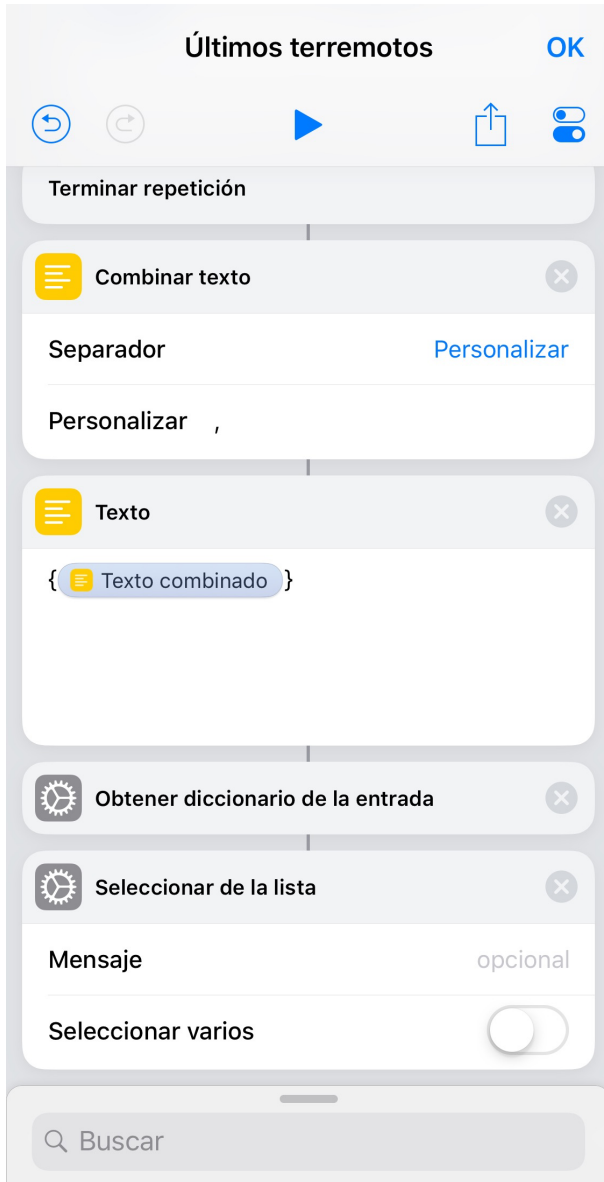 Últimos terremotos OK
Terminar repetición
Combinar texto
Separador Personalizar
Personalizar ,
Texto
{Texto combinado}
Obtener diccionario de la entrada
Seleccionar de la lista
Mensaje opcional
Seleccionar varios
Buscar